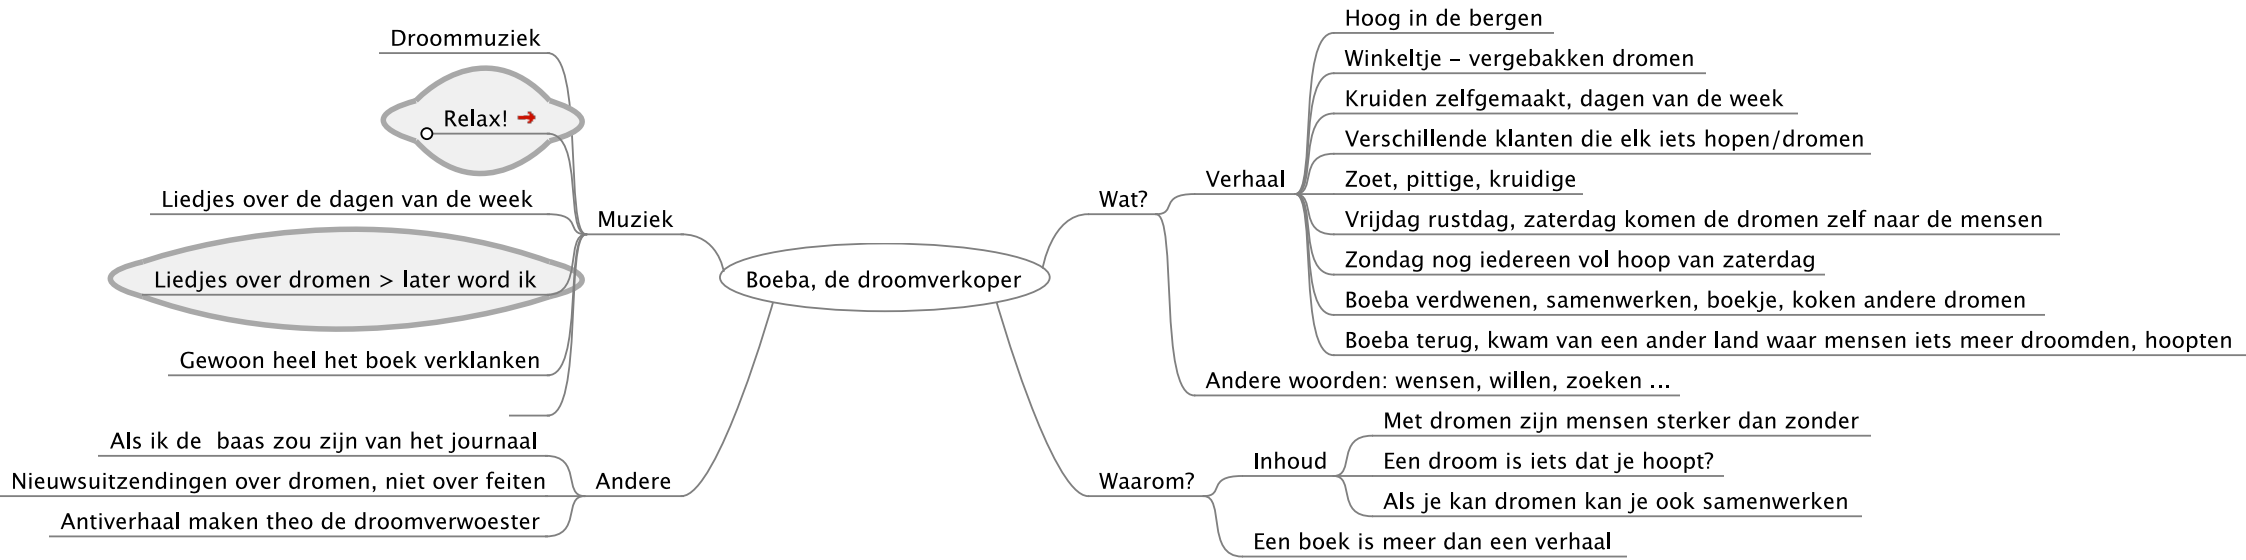 Boeba, de droomverkoper
Wat?
Verhaal
Hoog in de bergen
Winkeltje – vergebakken dromen
Kruiden zelfgemaakt, dagen van de week
Verschillende klanten die elk iets hopen/dromen
Zoet, pittige, kruidige
Vrijdag rustdag, zaterdag komen de dromen zelf naar de mensen
Zondag nog iedereen vol hoop van zaterdag
Boeba verdwenen, samenwerken, boekje, koken andere dromen
Boeba terug, kwam van een ander land waar mensen iets meer droomden, hoopten
Andere woorden: wensen, willen, zoeken ...
Waarom?
Inhoud
Met dromen zijn mensen sterker dan zonder
Een droom is iets dat je hoopt?
Als je kan dromen kan je ook samenwerken
Een boek is meer dan een verhaal
Muziek
Droommuziek
Relax!
Liedjes over de dagen van de week
Liedjes over dromen > later word ik
Gewoon heel het boek verklanken
Andere
Als ik de  baas zou zijn van het journaal
Nieuwsuitzendingen over dromen, niet over feiten
Antiverhaal maken theo de droomverwoester